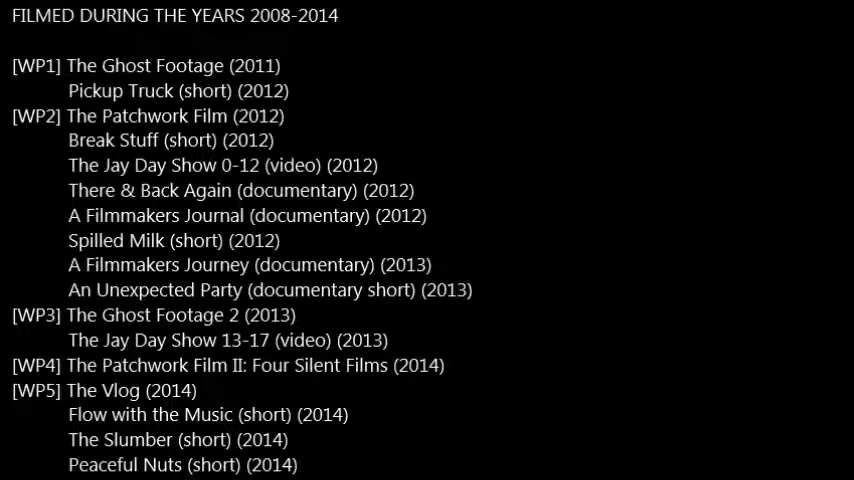 FILMED DURING THE YEARS 2008-2014
[WP1] The Ghost Footage (2011)
Pickup Truck (short) (2012)
[WP2] The Patchwork Film (2012)
Break Stuff (short) (2012)
The Jay Day Show 0-12 (video) (2012)
There & Back Again (documentary) (2012)
A Filmmakers Journal (documentary) (2012)
Spilled Milk (short) (2012)
A Filmmakers Journey (documentary) (2013)
An Unexpected Party (documentary short) (2013)
[WP3] The Ghost Footage 2 (2013)
The Jay Day Show 13-17 (video) (2013)
[WP4] The Patchwork Film II: Four Silent Films (2014)
[WP5] The Vlog (2014)
Flow with the Music (short) (2014)
The Slumber (short) (2014)
Peaceful Nuts (short) (2014)